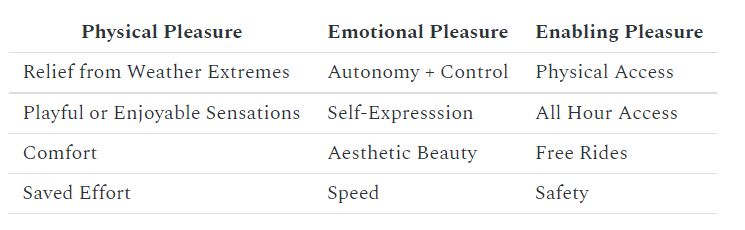 Physical Pleasure Emotional Pleasure Enabling Pleasure
Relief from Weather Extremes Autonomy + Control Physical Access
Playful or Enjoyable Sensations Self-Expresssion All Hour Access
Comfort Aesthetic Beauty Free Rides
Saved Effort Speed Safety